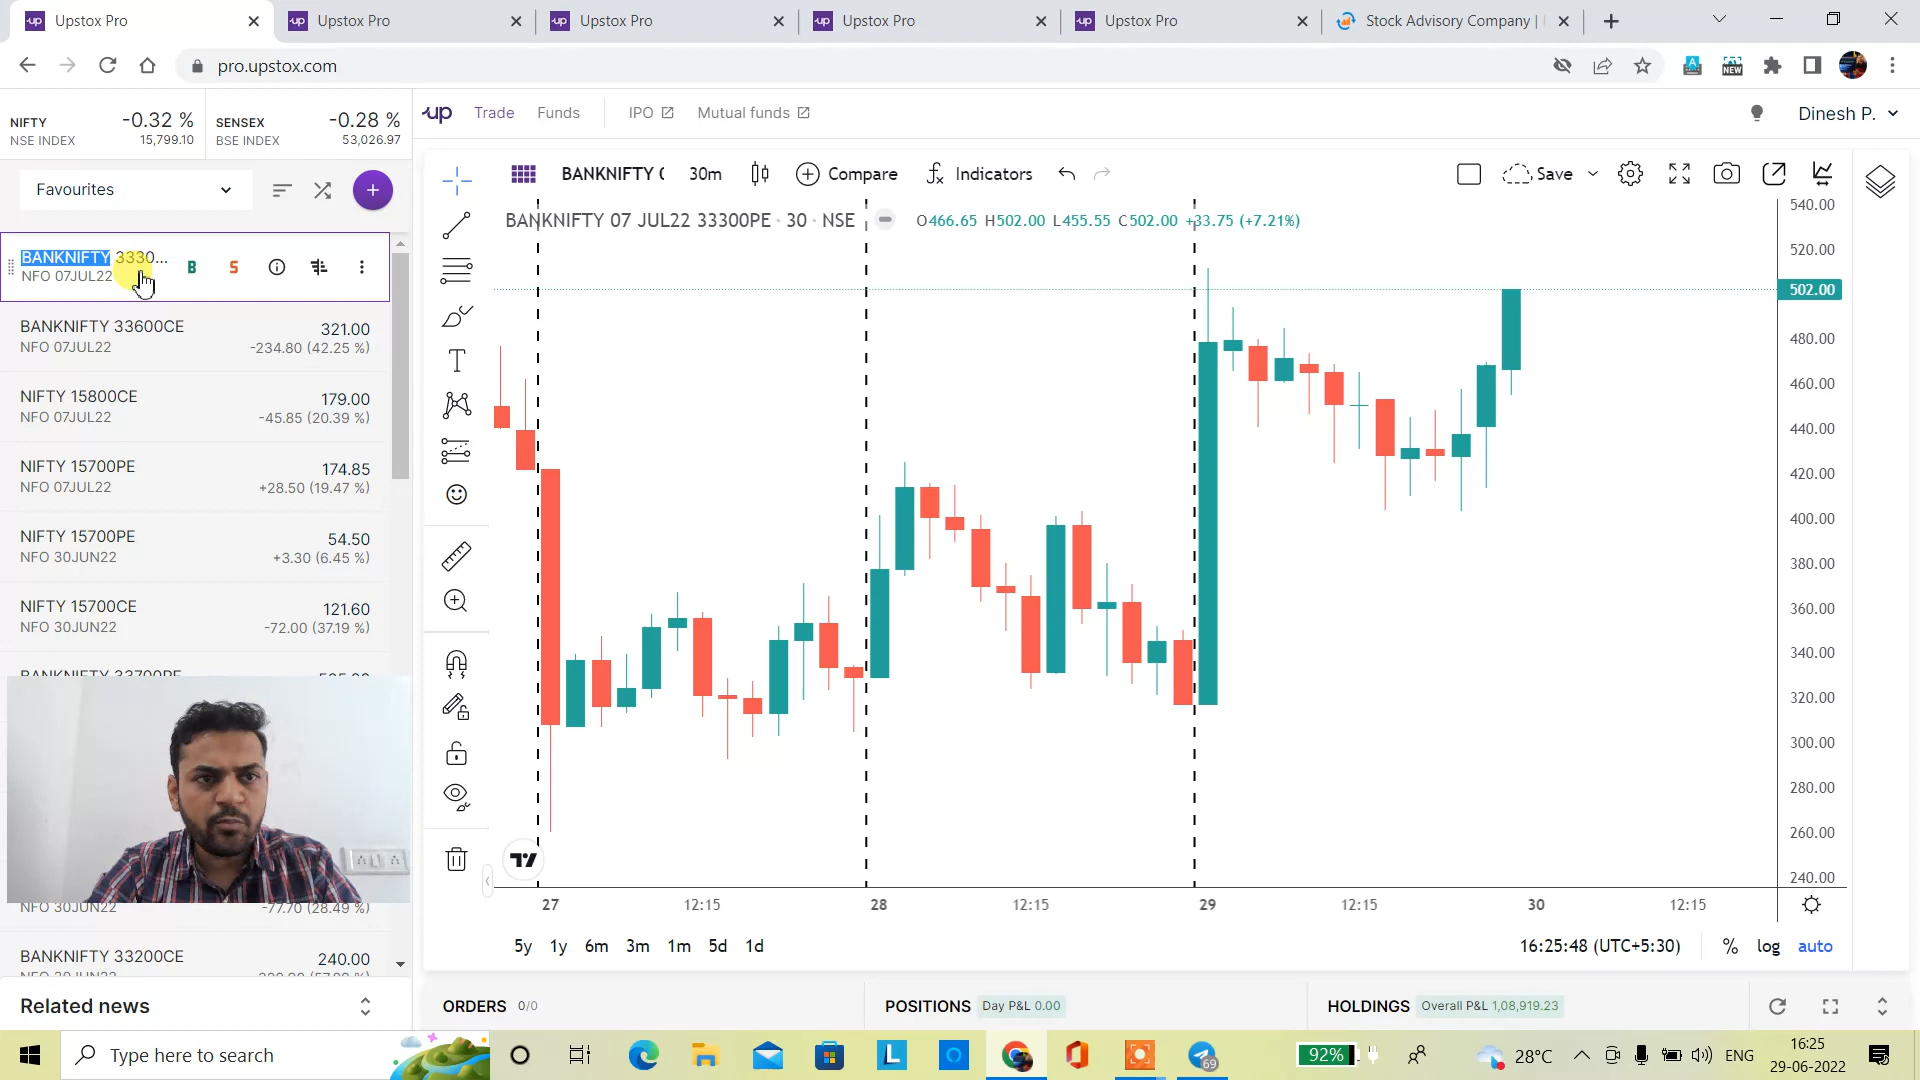 Upstox Pro
Upstox Pro
Upstox Pro
Upstox Pro
Upstox Pro
Stock Advisory Company |
pro.upstox.com
NEW
NIFTY -0.32 %
NSE INDEX 15,799.10
SENSEX -0.28 %
BSE INDEX 53,026.97
up Trade Funds IPO Mutual funds
Dinesh P.
Favourites
BANKNIFTY 3330... B S
NFO 07JUL22
BANKNIFTY 33600CE 321.00
NFO 07JUL22 -234.80 (42.25 %)
NIFTY 15800CE 179.00
NFO 07JUL22 -45.85 (20.39 %)
NIFTY 15700PE 174.85
NFO 07JUL22 +28.50 (19.47 %)
NIFTY 15700PE 54.50
NFO 30JUN22 +3.30 (6.45 %)
NIFTY 15700CE 121.60
NFO 30JUN22 -72.00 (37.19 %)
BANKNIFTY 33700PE
NFO 30JUN22 -77.70 (28.49 %)
BANKNIFTY 33200CE 240.00
Related news
BANKNIFTY 30m Compare Indicators Save
BANKNIFTY 07 JUL22 33300PE · 30 · NSE O466.65 H502.00 L455.55 C502.00 +33.75 (+7.21%)
540.00
520.00
502.00
480.00
460.00
440.00
420.00
400.00
380.00
360.00
340.00
320.00
300.00
280.00
260.00
240.00
27 12:15 28 12:15 29 12:15 30 12:15
5y 1y 6m 3m 1m 5d 1d
16:25:48 (UTC+5:30) % log auto
ORDERS 0/0
POSITIONS Day P&L 0.00
HOLDINGS Overall P&L 1,08,919.23
Type here to search
69
92%
28°C
ENG
16:25
29-06-2022